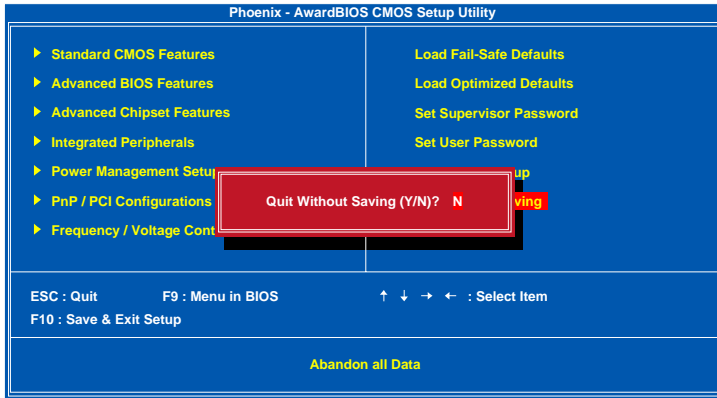 Phoenix - AwardBIOS CMOS Setup Utility
Standard CMOS Features
Advanced BIOS Features
Advanced Chipset Features
Integrated Peripherals
Power Management Setup
PnP / PCI Configurations
Frequency / Voltage Cont
Load Fail-Safe Defaults
Load Optimized Defaults
Set Supervisor Password
Set User Password
up
ving
Quit Without Saving (Y/N)? N
ESC : Quit F9 : Menu in BIOS ↑ ↓ → ← : Select Item
F10 : Save & Exit Setup
Abandon all Data